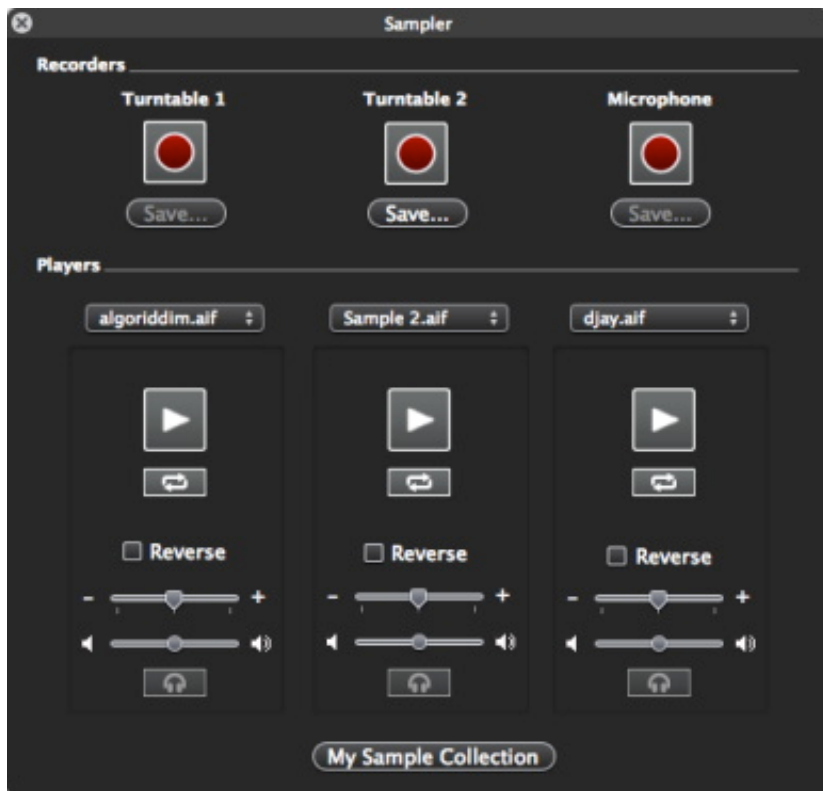 Sampler
Recorders
Turntable 1 Turntable 2 Microphone
Save... Save... Save...
Players
algoriddim.aif Sample 2.aif djay.aif
Reverse Reverse Reverse
- + - + - +
My Sample Collection